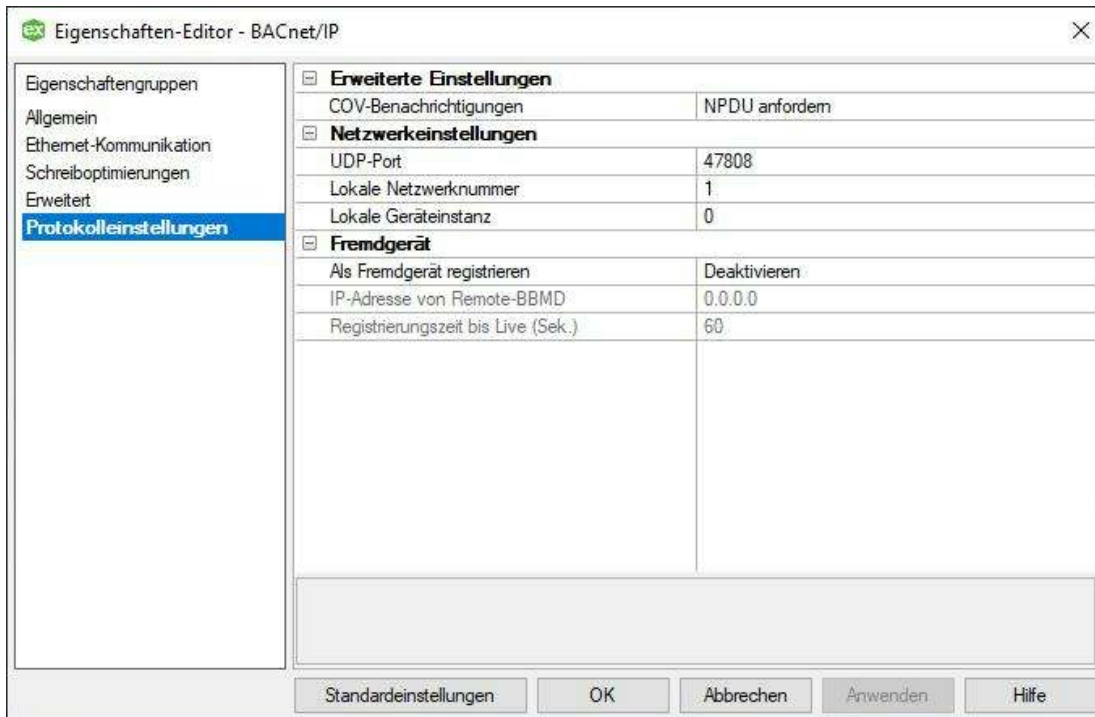 Eigenschaften-Editor - BACnet/IP
Eigenschaftengruppen
Allgemein
Ethernet-Kommunikation
Schreiboptimierungen
Erweitert
Protokolleinstellungen
Erweiterte Einstellungen
COV-Benachrichtigungen NPDU anfordern
Netzwerkeinstellungen
UDP-Port 47808
Lokale Netzwerknummer 1
Lokale Geräteinstanz 0
Fremdgerät
Als Fremdgerät registrieren Deaktivieren
IP-Adresse von Remote-BBMD 0.0.0.0
Registrierungszeit bis Live (Sek.) 60
Standardeinstellungen OK Abbrechen Anwenden Hilfe